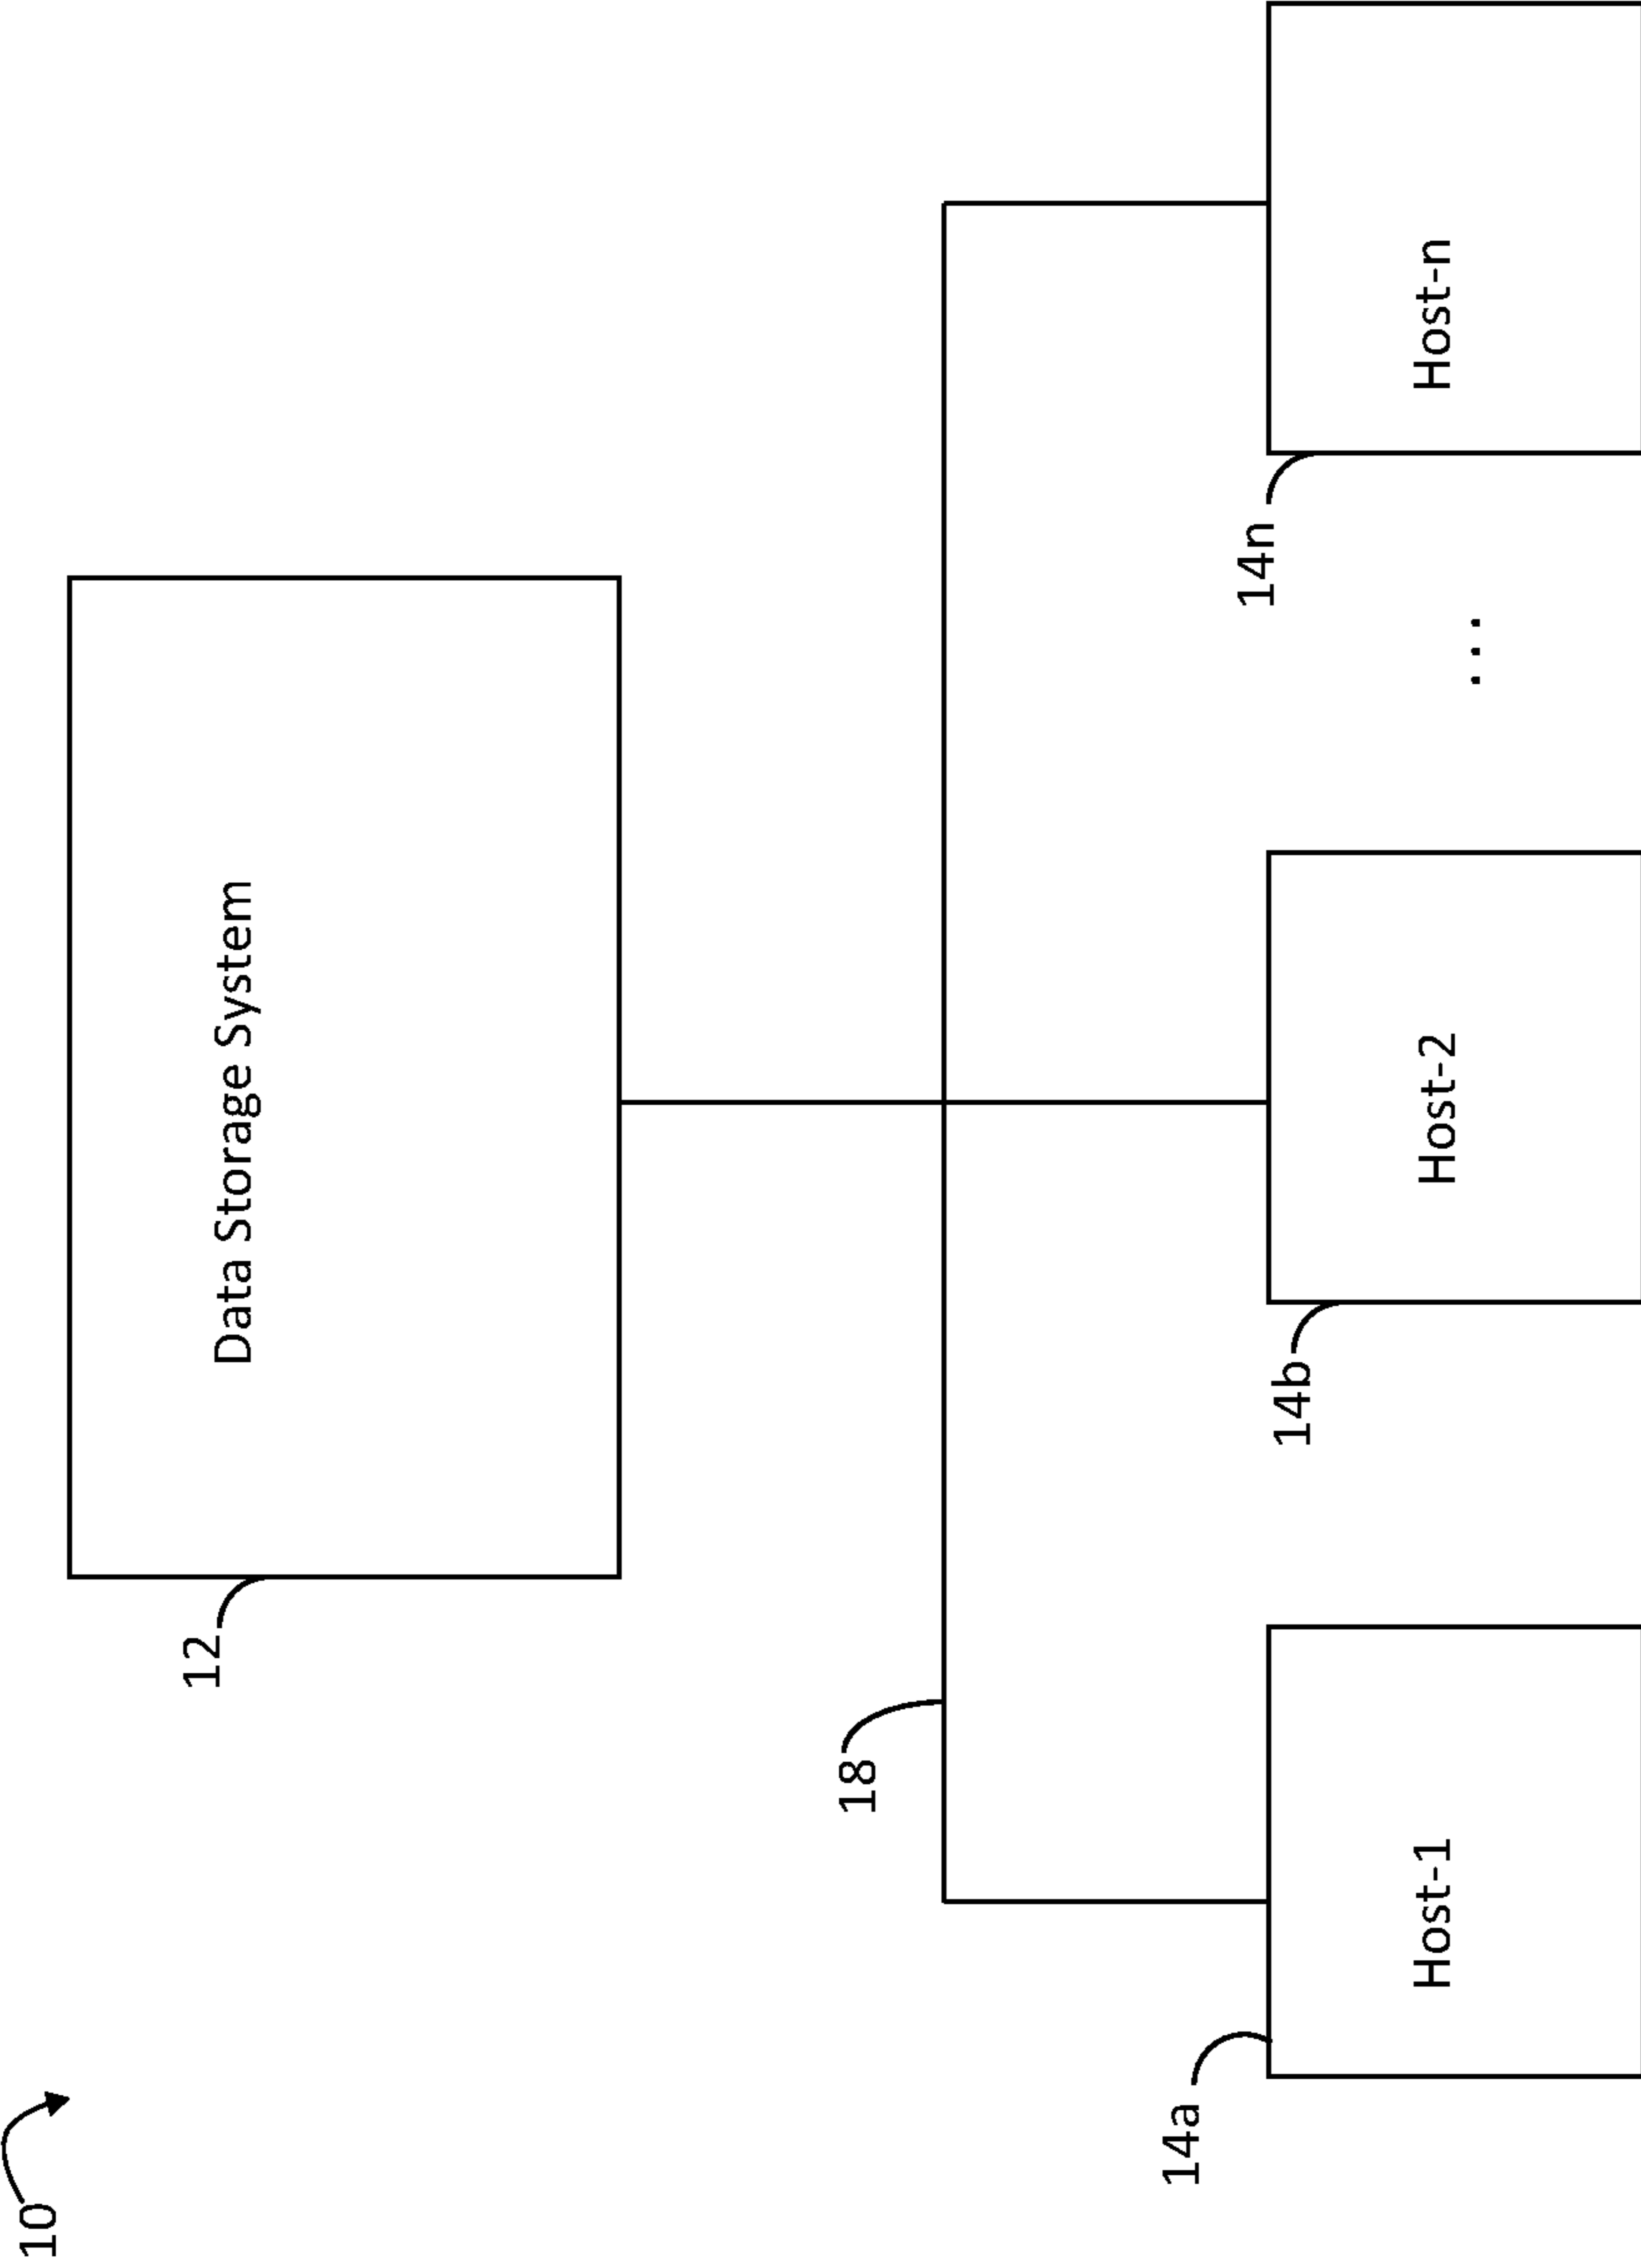 10
12
Data Storage System
18
14a
Host-1
14b
Host-2
...
14n
Host-n